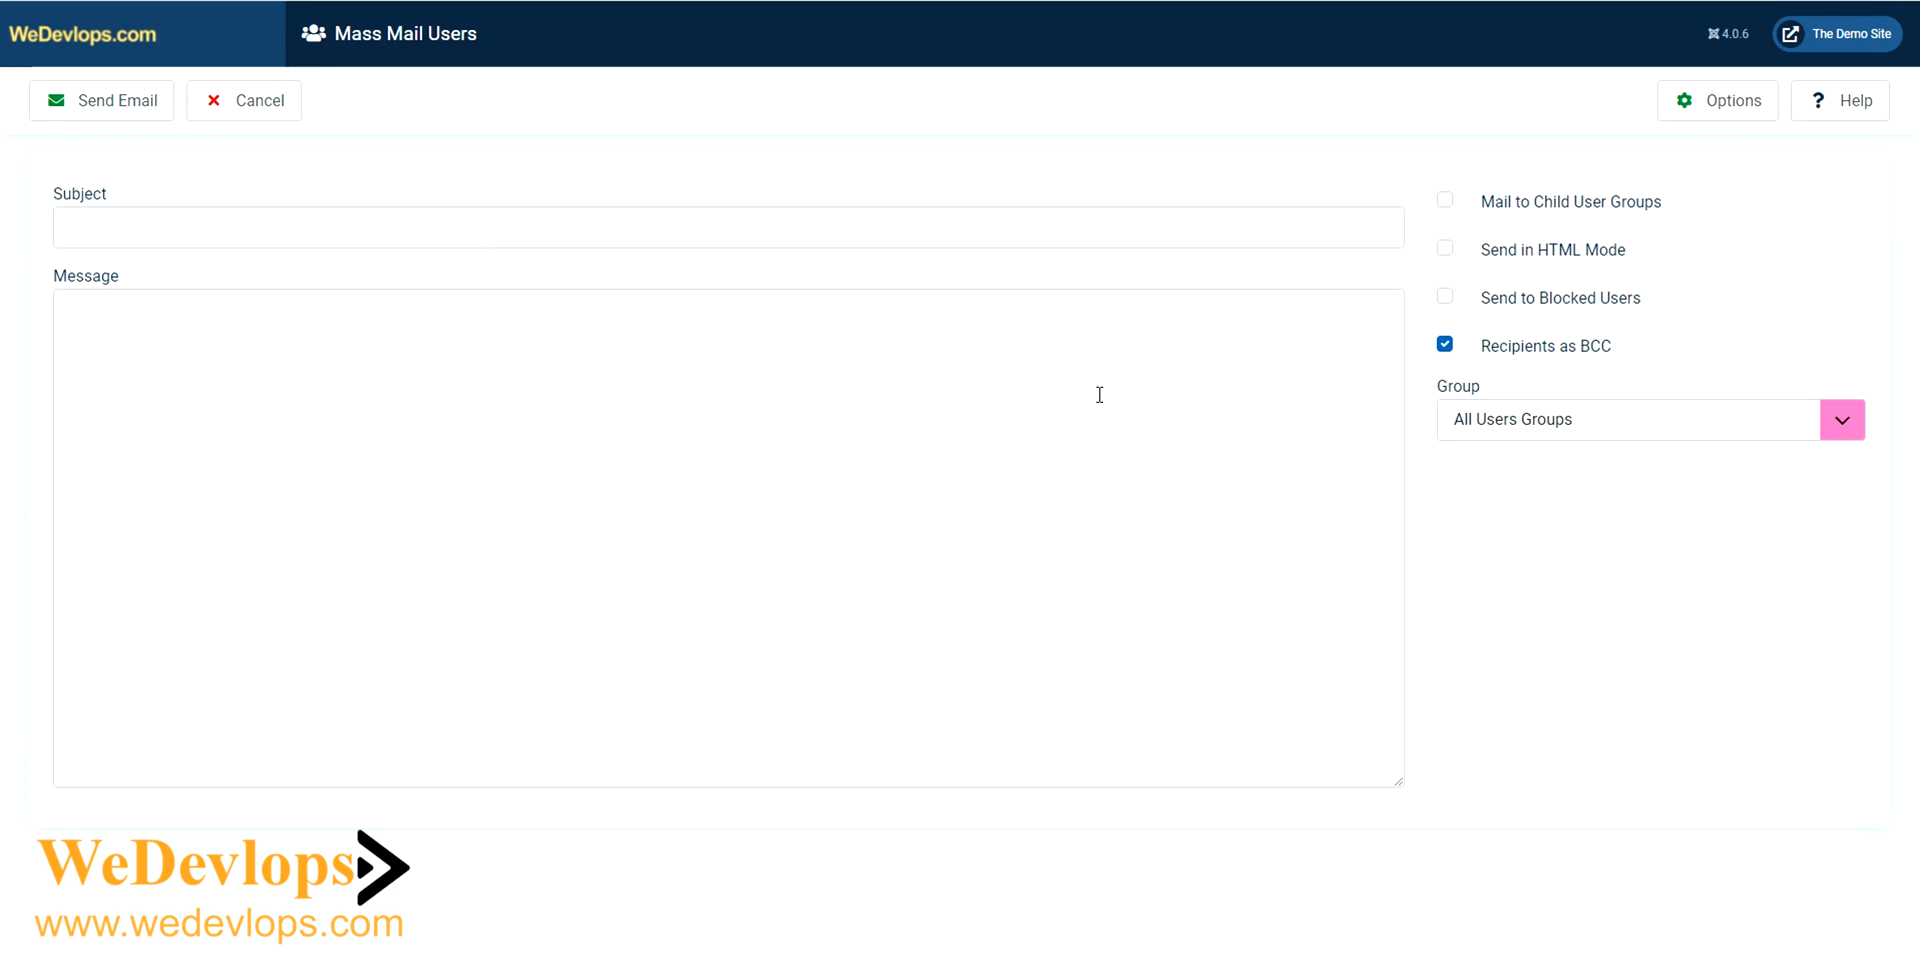 WeDevlops.com
Mass Mail Users
4.0.6
The Demo Site
Send Email
Cancel
Options
? Help
Subject
Message
Mail to Child User Groups
Send in HTML Mode
Send to Blocked Users
Recipients as BCC
Group
All Users Groups
WeDevlops
www.wedevlops.com